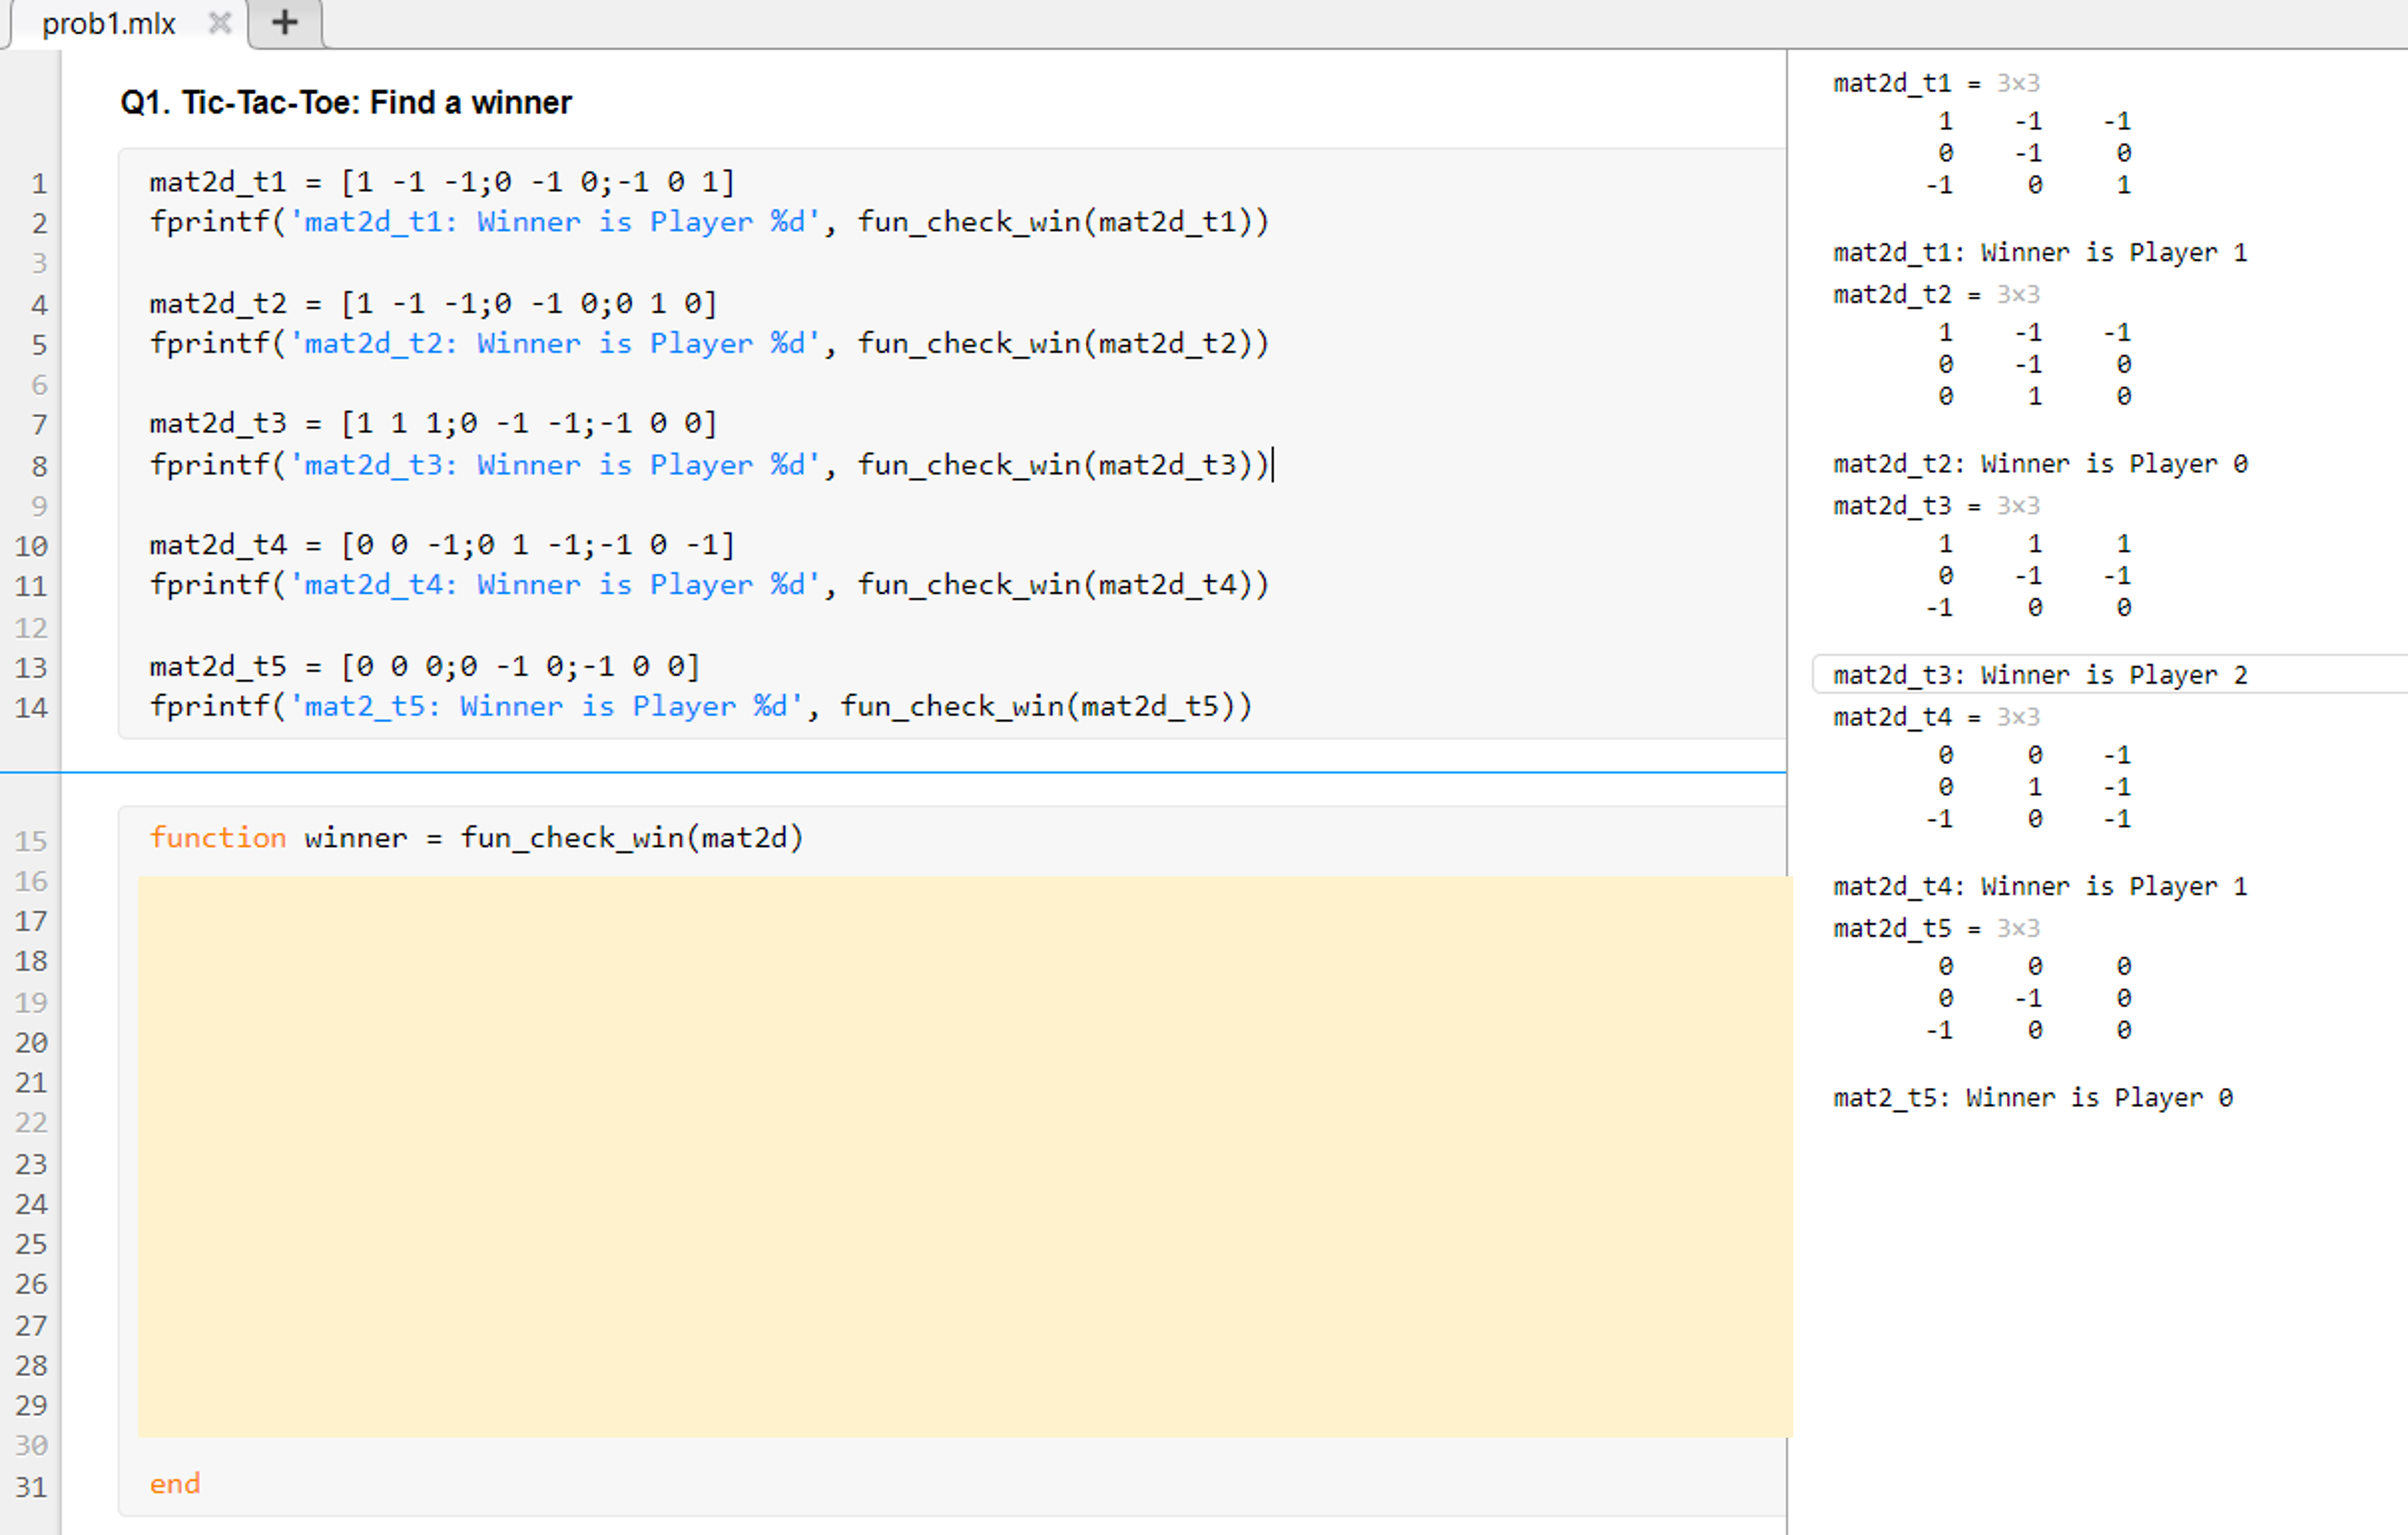 prob1.mlx
Q1. Tic-Tac-Toe: Find a winner
1 mat2d_t1 = [1 -1 -1;0 -1 0;-1 0 1]
2 fprintf('mat2d_t1: Winner is Player %d', fun_check_win(mat2d_t1))
3
4 mat2d_t2 = [1 -1 -1;0 -1 0;0 1 0]
5 fprintf('mat2d_t2: Winner is Player %d', fun_check_win(mat2d_t2))
6
7 mat2d_t3 = [1 1 1;0 -1 -1;-1 0 0]
8 fprintf('mat2d_t3: Winner is Player %d', fun_check_win(mat2d_t3))
9
10 mat2d_t4 = [0 0 -1;0 1 -1;-1 0 -1]
11 fprintf('mat2d_t4: Winner is Player %d', fun_check_win(mat2d_t4))
12
13 mat2d_t5 = [0 0 0;0 -1 0;-1 0 0]
14 fprintf('mat2_t5: Winner is Player %d', fun_check_win(mat2d_t5))
15 function winner = fun_check_win(mat2d)
16
17
18
19
20
21
22
23
24
25
26
27
28
29
30
31 end
mat2d_t1 = 3×3
1 -1 -1
0 -1 0
-1 0 1
mat2d_t1: Winner is Player 1
mat2d_t2 = 3×3
1 -1 -1
0 -1 0
0 1 0
mat2d_t2: Winner is Player 0
mat2d_t3 = 3×3
1 1 1
0 -1 -1
-1 0 0
mat2d_t3: Winner is Player 2
mat2d_t4 = 3×3
0 0 -1
0 1 -1
-1 0 -1
mat2d_t4: Winner is Player 1
mat2d_t5 = 3×3
0 0 0
0 -1 0
-1 0 0
mat2_t5: Winner is Player 0